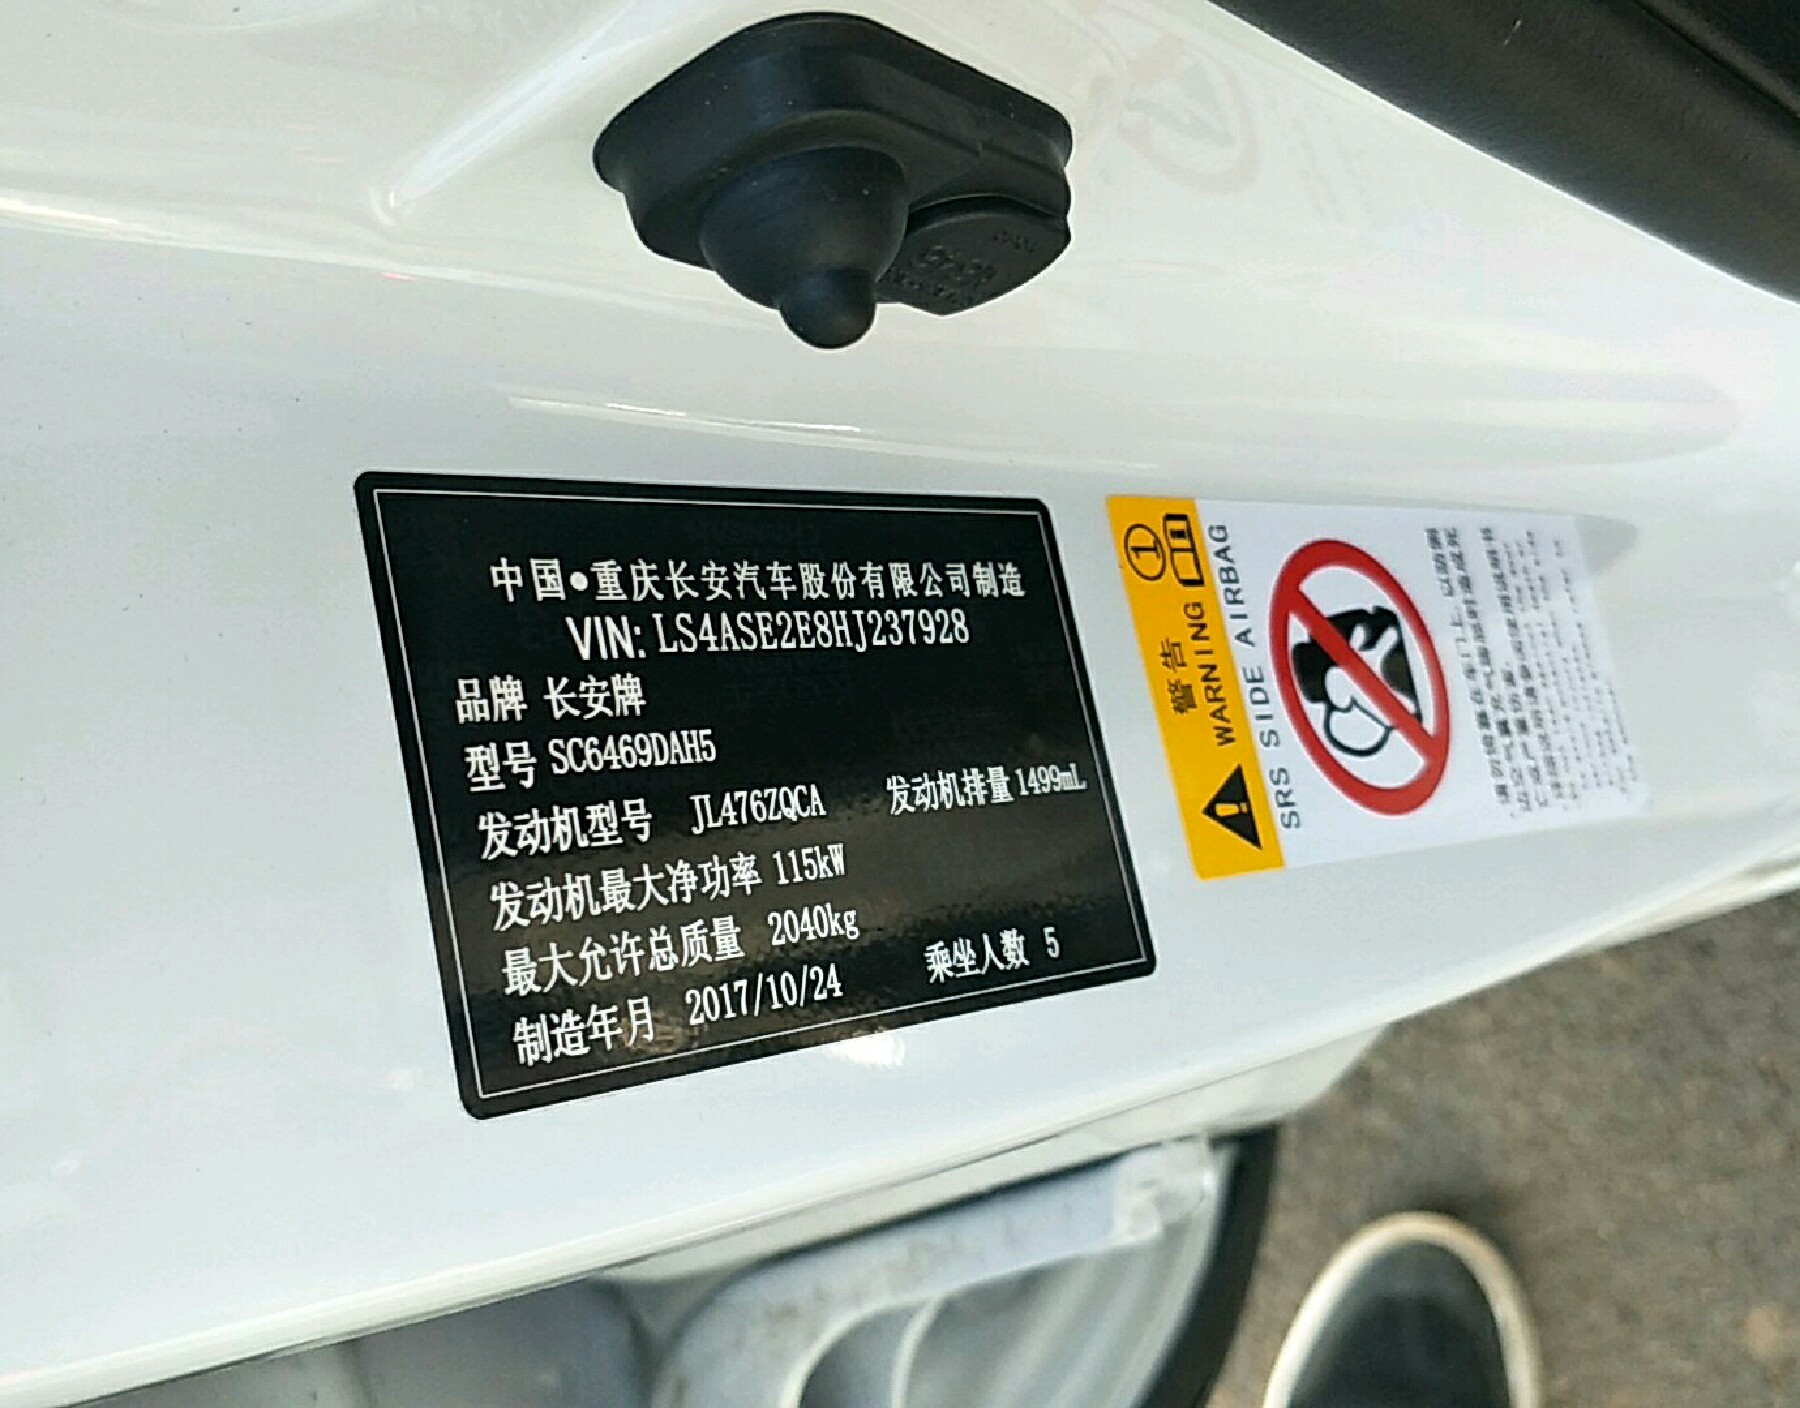 中国•重庆长安汽车股份有限公司制造
VIN: LS4ASE2E8HJ237928
品牌 长安牌
型号 SC6469DAH5
发动机型号 JL476ZQCA 发动机排量 1499mL
发动机最大净功率 115kW
最大允许总质量 2040kg
制造年月 2017/10/24 乘坐人数 5
警告 WARNING
SRS SIDE AIRBAG